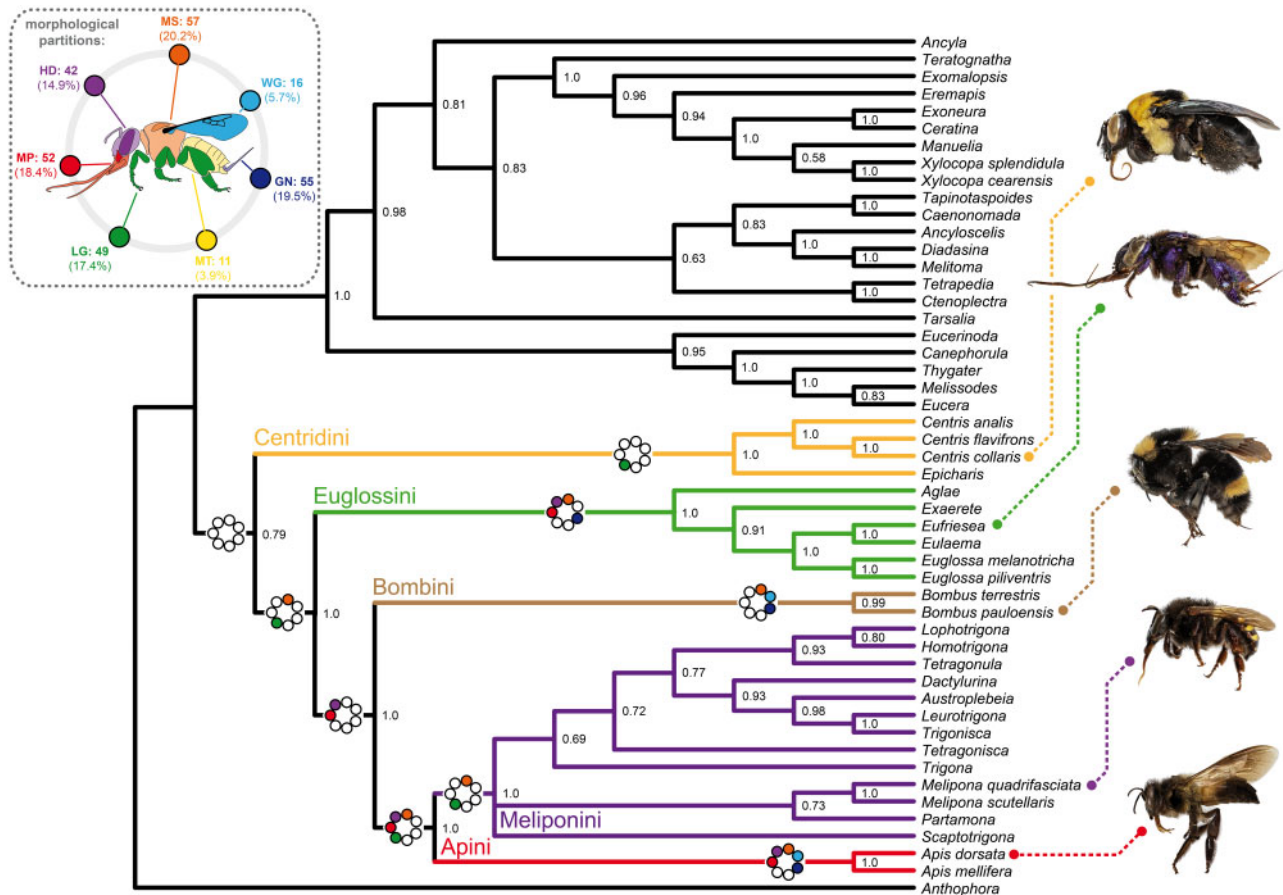 morphological
partitions:
MS: 57
(20.2%)
HD: 42
(14.9%)
WG: 16
(5.7%)
MP: 52
(18.4%)
GN: 55
(19.5%)
LG: 49
(17.4%)
MT: 11
(3.9%)
Ancyla
Teratognatha
Exomalopsis
Eremapis
Exoneura
Ceratina
Manuelia
Xylocopa splendidula
Xylocopa cearensis
Tapinotaspoides
Caenonomada
Ancyloscelis
Diadasina
Melitoma
Tetrapedia
Ctenoplectra
Tarsalia
Eucerinoda
Canephorula
Thygater
Melissodes
Eucera
Centris analis
Centris flavifrons
Centris collaris
Epicharis
Aglae
Exaerete
Eufriesea
Eulaema
Euglossa melanotricha
Euglossa piliventris
Bombus terrestris
Bombus pauloensis
Lophotrigona
Homotrigona
Tetragonula
Dactylurina
Austroplebeia
Leurotrigona
Trigonisca
Tetragonisca
Trigona
Melipona quadrifasciata
Melipona scutellaris
Partamona
Scaptotrigona
Apis dorsata
Apis mellifera
Anthophora
Centridini
Euglossini
Bombini
Meliponini
Apini
1.0
0.96
0.81
0.94
1.0
1.0
0.58
0.83
1.0
1.0
0.98
0.83
1.0
1.0
0.63
1.0
1.0
0.95
1.0
1.0
0.83
1.0
1.0
1.0
0.79
1.0
0.91
1.0
1.0
1.0
1.0
0.99
0.80
0.93
0.77
0.93
0.72
0.98
1.0
1.0
0.69
1.0
1.0
0.73
1.0
1.0